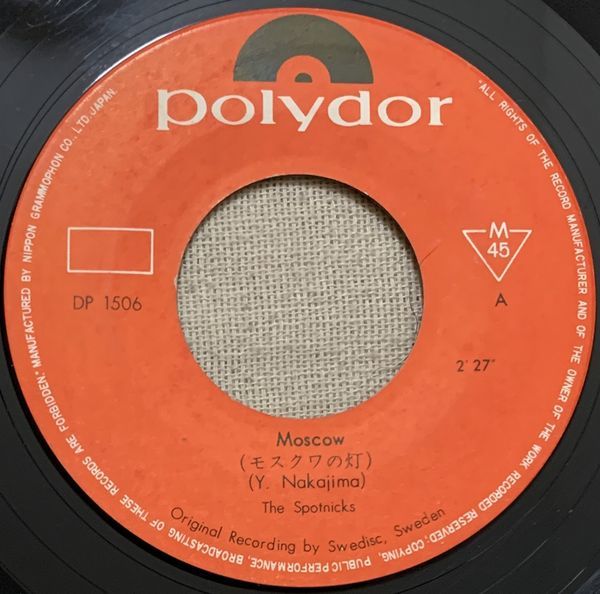 polydor
M
45
DP 1506
A
2' 27"
Moscow
(モスクワの灯)
(Y. Nakajima)
The Spotnicks
Original Recording by Swedisc, Sweden
MANUFACTURED BY NIPPON GRAMMOPHON CO., LTD. JAPAN.
ALL RIGHTS OF THE RECORD MANUFACTURER AND OF THE OWNER OF THE WORK RECORDED RESERVED. COPYING, PUBLIC PERFORMANCE, BROADCASTING OF THESE RECORDS ARE FORBIDDEN.